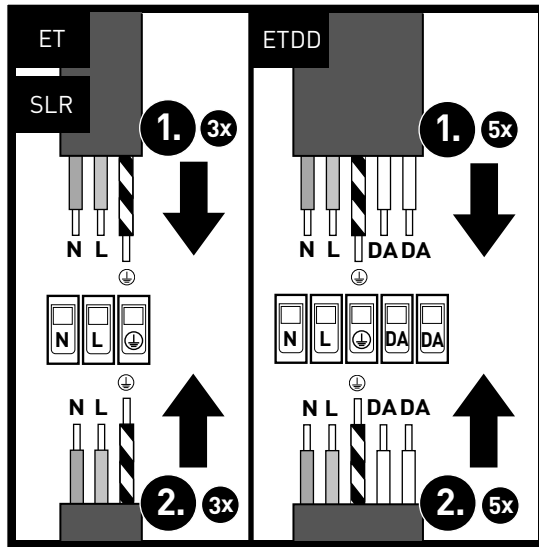 ET
SLR
1. 3x
N L
⏚
N L ⏚
⏚
N L
2. 3x
ETDD
1. 5x
N L DA DA
⏚
N L ⏚ DA DA
⏚
N L DA DA
2. 5x